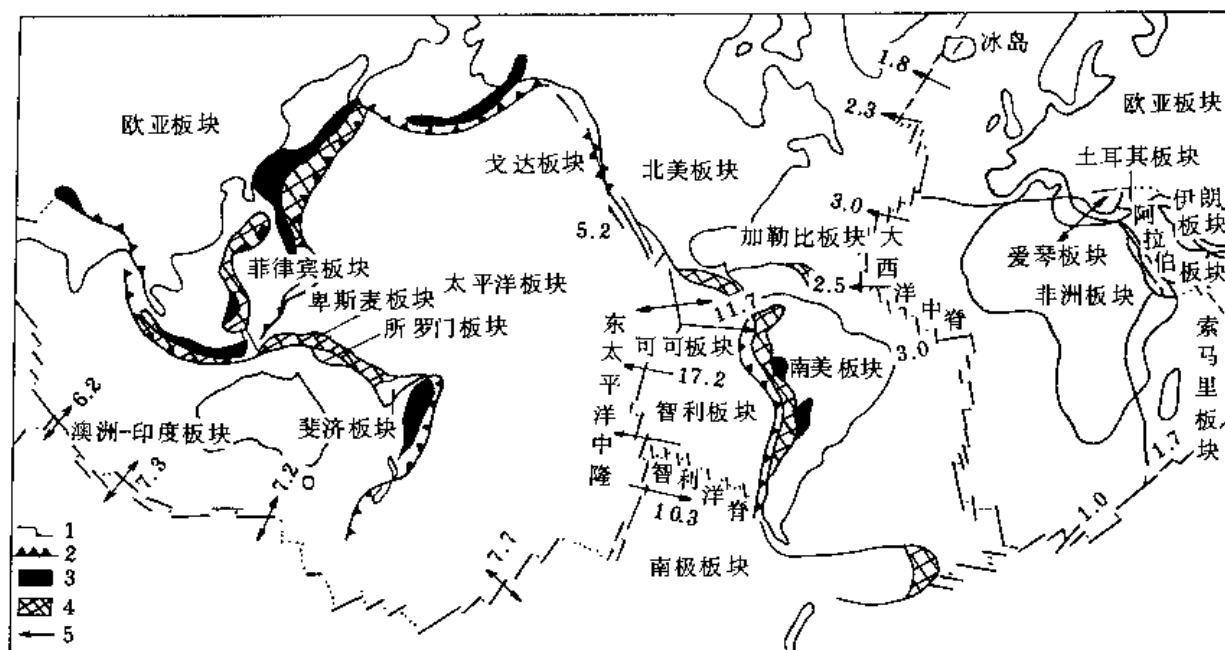 冰岛
1.8
欧亚板块
2.3
欧亚板块
戈达板块
北美板块
土耳其板块
3.0
伊朗板块
阿拉伯板块
5.2
加勒比板块
爱琴板块
菲律宾板块
太平洋板块
2.5
非洲板块
卑斯麦板块
11.7
大西洋中脊
所罗门板块
东太平洋中隆
可可板块
3.0
索马里板块
17.2
南美板块
6.2
智利板块
澳洲-印度板块
斐济板块
1.7
7.3
7.2
智利洋脊
10.3
1.0
1
2
7.7
南极板块
3
4
5